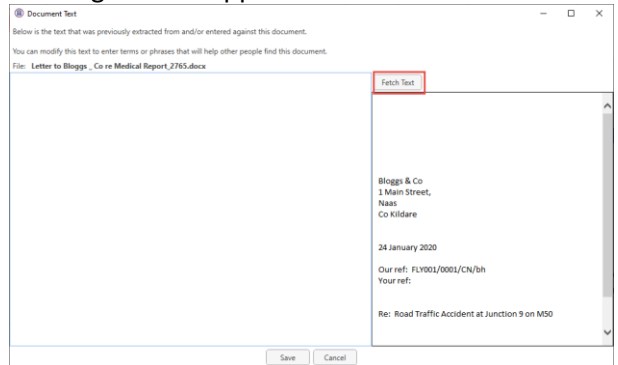 Document Text
Below is the text that was previously extracted from and/or entered against this document.
You can modify this text to enter terms or phrases that will help other people find this document.
File: Letter to Bloggs _ Co re Medical Report_2765.docx
Fetch Text
Bloggs & Co
1 Main Street,
Naas
Co Kildare
24 January 2020
Our ref: FLY001/0001/CN/bh
Your ref:
Re: Road Traffic Accident at Junction 9 on M50
Save Cancel